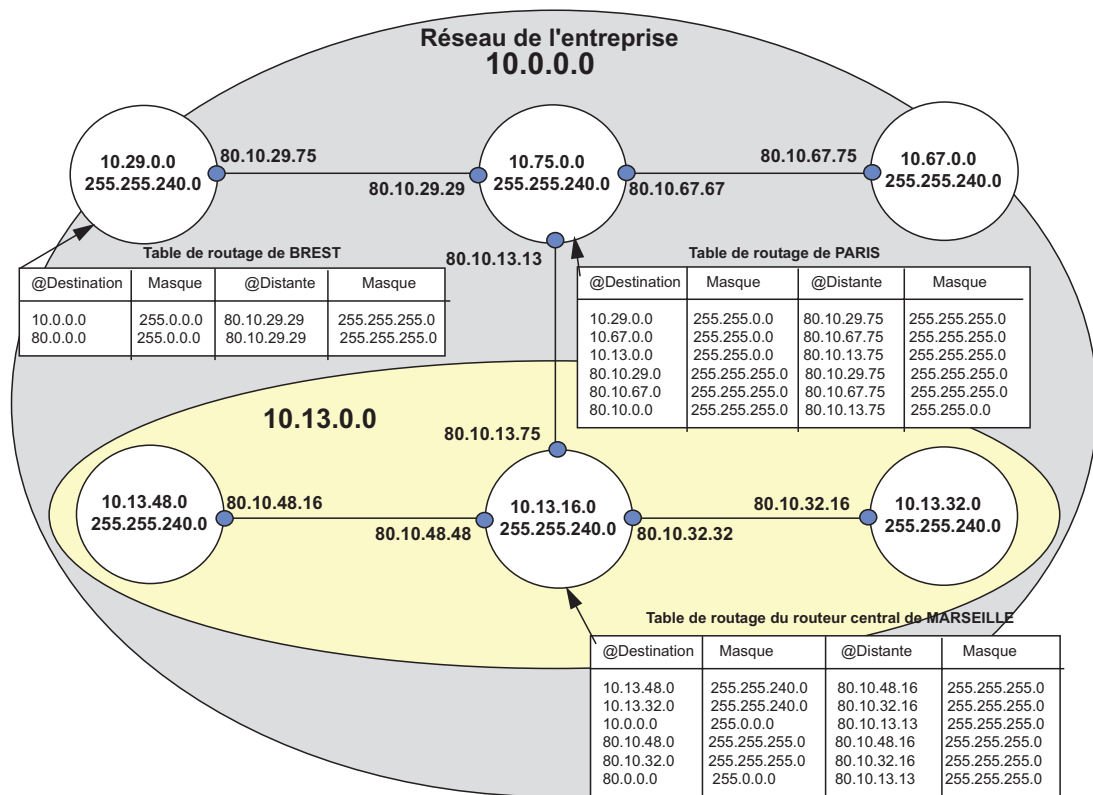 Réseau de l'entreprise
10.0.0.0
10.29.0.0
255.255.240.0
80.10.29.75
80.10.29.29
10.75.0.0
255.255.240.0
80.10.67.75
80.10.67.67
10.67.0.0
255.255.240.0
80.10.13.13
Table de routage de BREST
@Destination Masque @Distante Masque
10.0.0.0 255.0.0.0 80.10.29.29 255.255.255.0
80.0.0.0 255.0.0.0 80.10.29.29 255.255.255.0
Table de routage de PARIS
@Destination Masque @Distante Masque
10.29.0.0 255.255.0.0 80.10.29.75 255.255.255.0
10.67.0.0 255.255.0.0 80.10.67.75 255.255.255.0
10.13.0.0 255.255.0.0 80.10.13.75 255.255.255.0
80.10.29.0 255.255.255.0 80.10.29.75 255.255.255.0
80.10.67.0 255.255.255.0 80.10.67.75 255.255.255.0
80.10.0.0 255.255.255.0 80.10.13.75 255.255.0.0
10.13.0.0
80.10.13.75
10.13.48.0
255.255.240.0
80.10.48.16
80.10.48.48
10.13.16.0
255.255.240.0
80.10.32.16
80.10.32.32
10.13.32.0
255.255.240.0
Table de routage du routeur central de MARSEILLE
@Destination Masque @Distante Masque
10.13.48.0 255.255.240.0 80.10.48.16 255.255.255.0
10.13.32.0 255.255.240.0 80.10.32.16 255.255.255.0
10.0.0.0 255.0.0.0 80.10.13.13 255.255.255.0
80.10.48.0 255.255.255.0 80.10.48.16 255.255.255.0
80.10.32.0 255.255.255.0 80.10.32.16 255.255.255.0
80.0.0.0 255.0.0.0 80.10.13.13 255.255.255.0